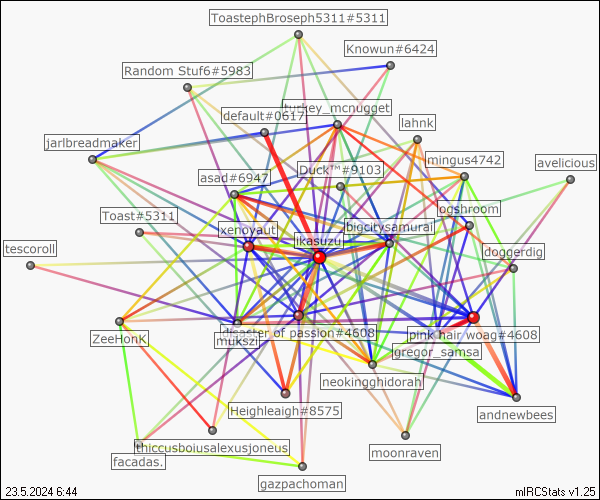 ToastephBroseph5311#5311
Knowun#6424
Random Stuf6#5983
turkey_mcnugget
default#0617
lahnk
jarlbreadmaker
mingus4742
avelicious
Duck™#9103
asad#6947
Toast#5311
ogshroom
bigcitysamurai
xenoyaut
ikasuzu
tescoroll
doggerdig
disaster of passion#4608
pink hair woag#4608
ZeeHonk
mukszi
gregor_samsa
neokingghidorah
Heighleaigh#8575
andnewbees
thiccusboiusalexusjoneus
moonraven
facadas.
gazpachoman
23.5.2024 6:44
mIRCStats v1.25